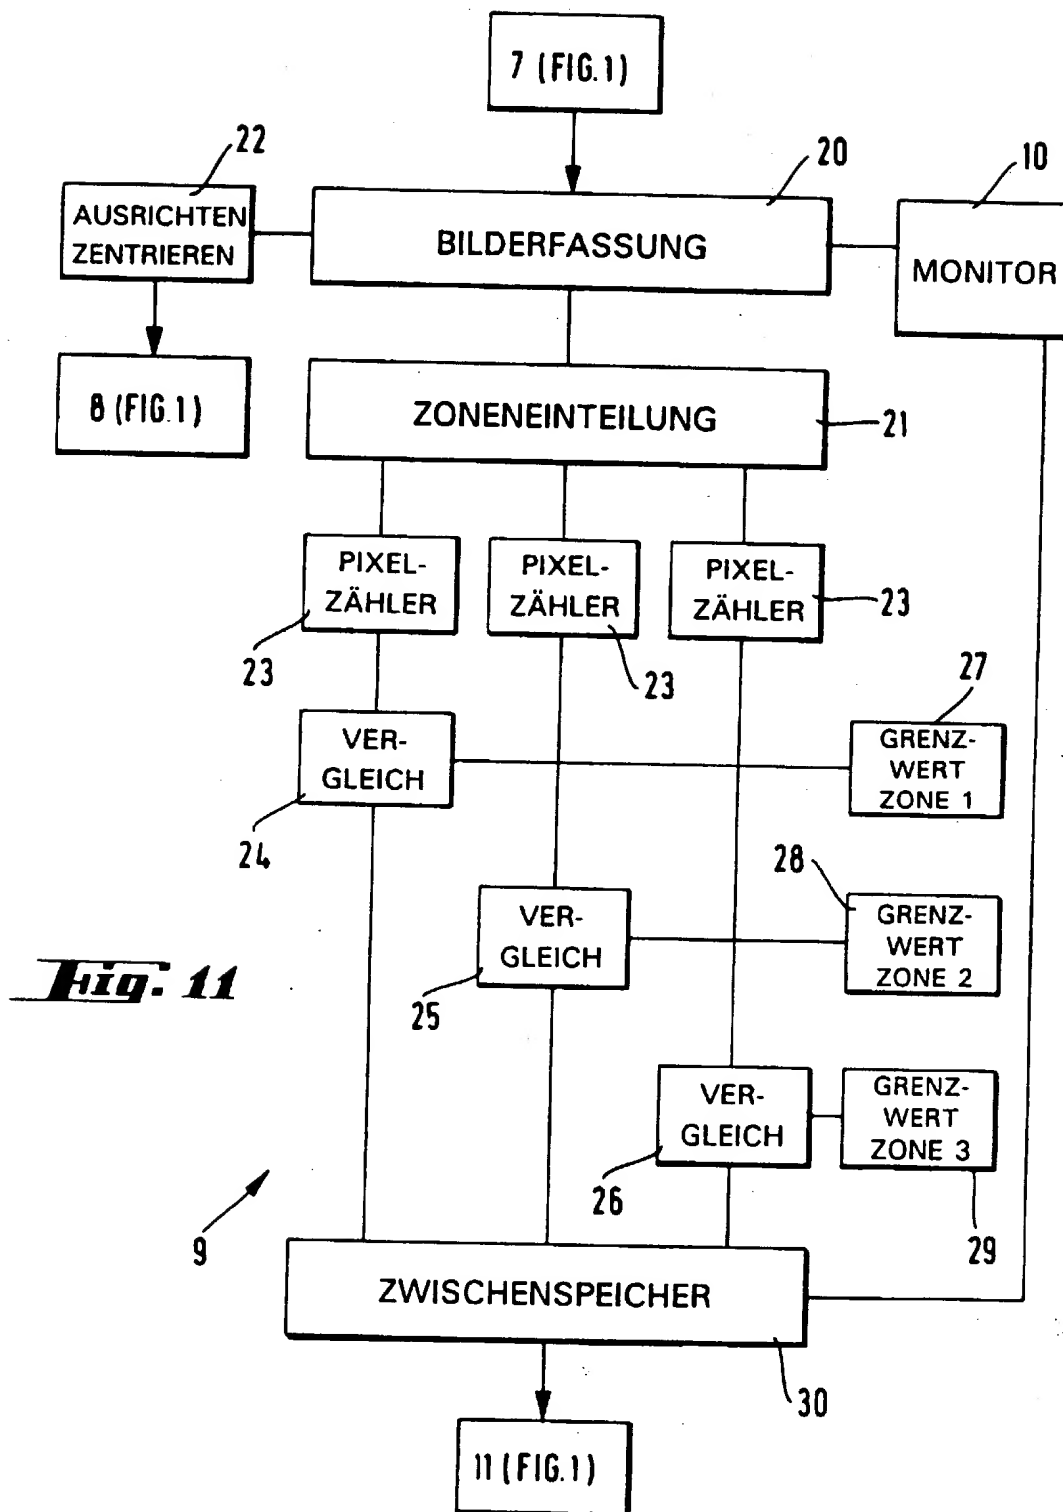 7 (FIG.1)
22
20
10
AUSRICHTEN
ZENTRIEREN
BILDERFASSUNG
MONITOR
8 (FIG.1)
ZONENEINTEILUNG
21
PIXEL-
ZÄHLER
PIXEL-
ZÄHLER
PIXEL-
ZÄHLER
23
23
23
27
VER-
GLEICH
GRENZ-
WERT
ZONE 1
24
28
VER-
GLEICH
GRENZ-
WERT
ZONE 2
Fig. 11
25
VER-
GLEICH
GRENZ-
WERT
ZONE 3
26
29
9
ZWISCHENSPEICHER
30
11 (FIG.1)